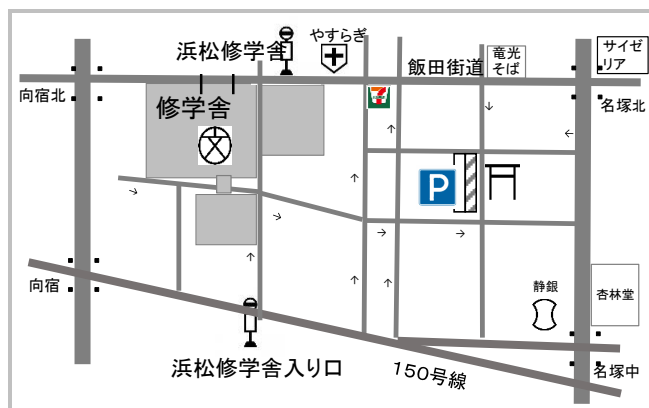 やすらぎ
浜松修学舎
飯田街道
竜光
そば
サイゼ
リア
向宿北
修学舎
文
名塚北
P
向宿
静銀
杏林堂
浜松修学舎入り口
150号線
名塚中